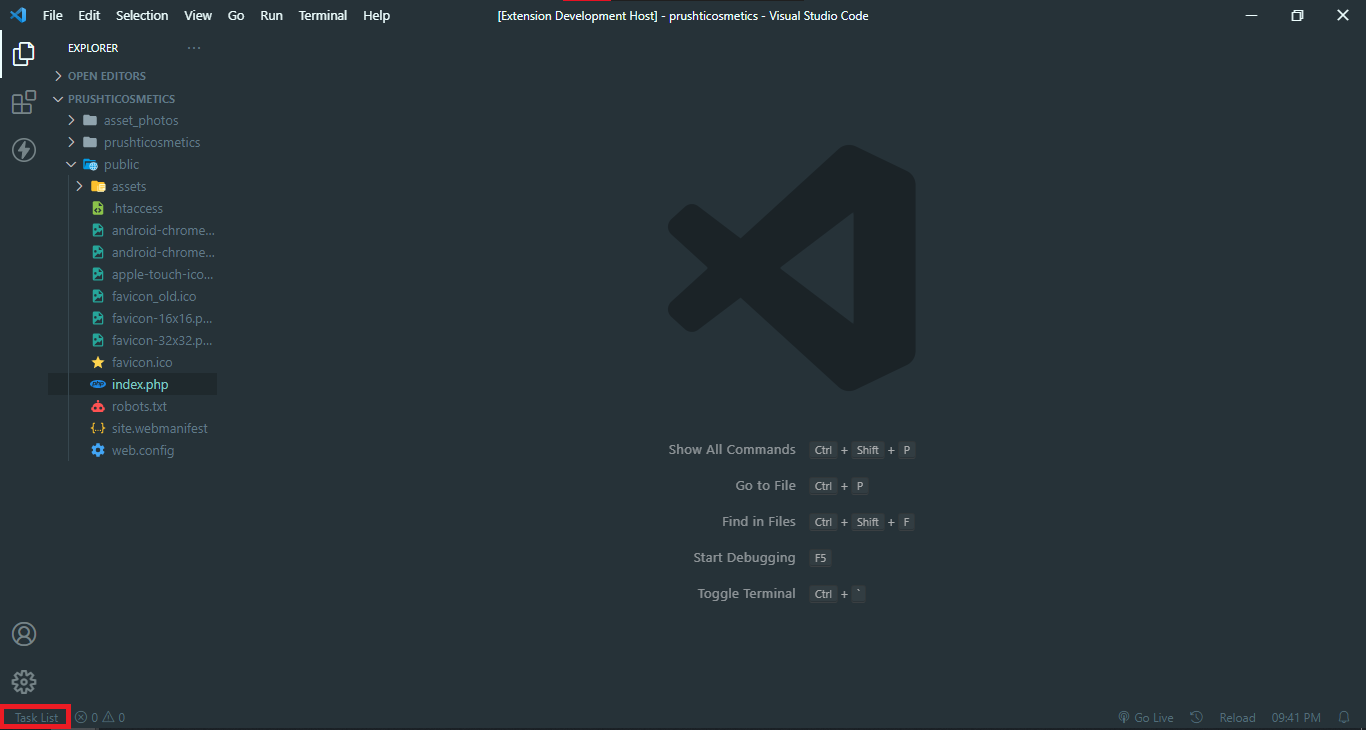 File Edit Selection View Go Run Terminal Help
[Extension Development Host] - prushticosmetics - Visual Studio Code
EXPLORER
OPEN EDITORS
PRUSHTICOSMETICS
asset_photos
prushticosmetics
public
assets
.htaccess
android-chrome...
android-chrome...
apple-touch-ico...
favicon_old.ico
favicon-16x16.p...
favicon-32x32.p...
favicon.ico
php index.php
robots.txt
site.webmanifest
web.config
Show All Commands Ctrl + Shift + P
Go to File Ctrl + P
Find in Files Ctrl + Shift + F
Start Debugging F5
Toggle Terminal Ctrl + `
Task List 0 0
Go Live Reload 09:41 PM